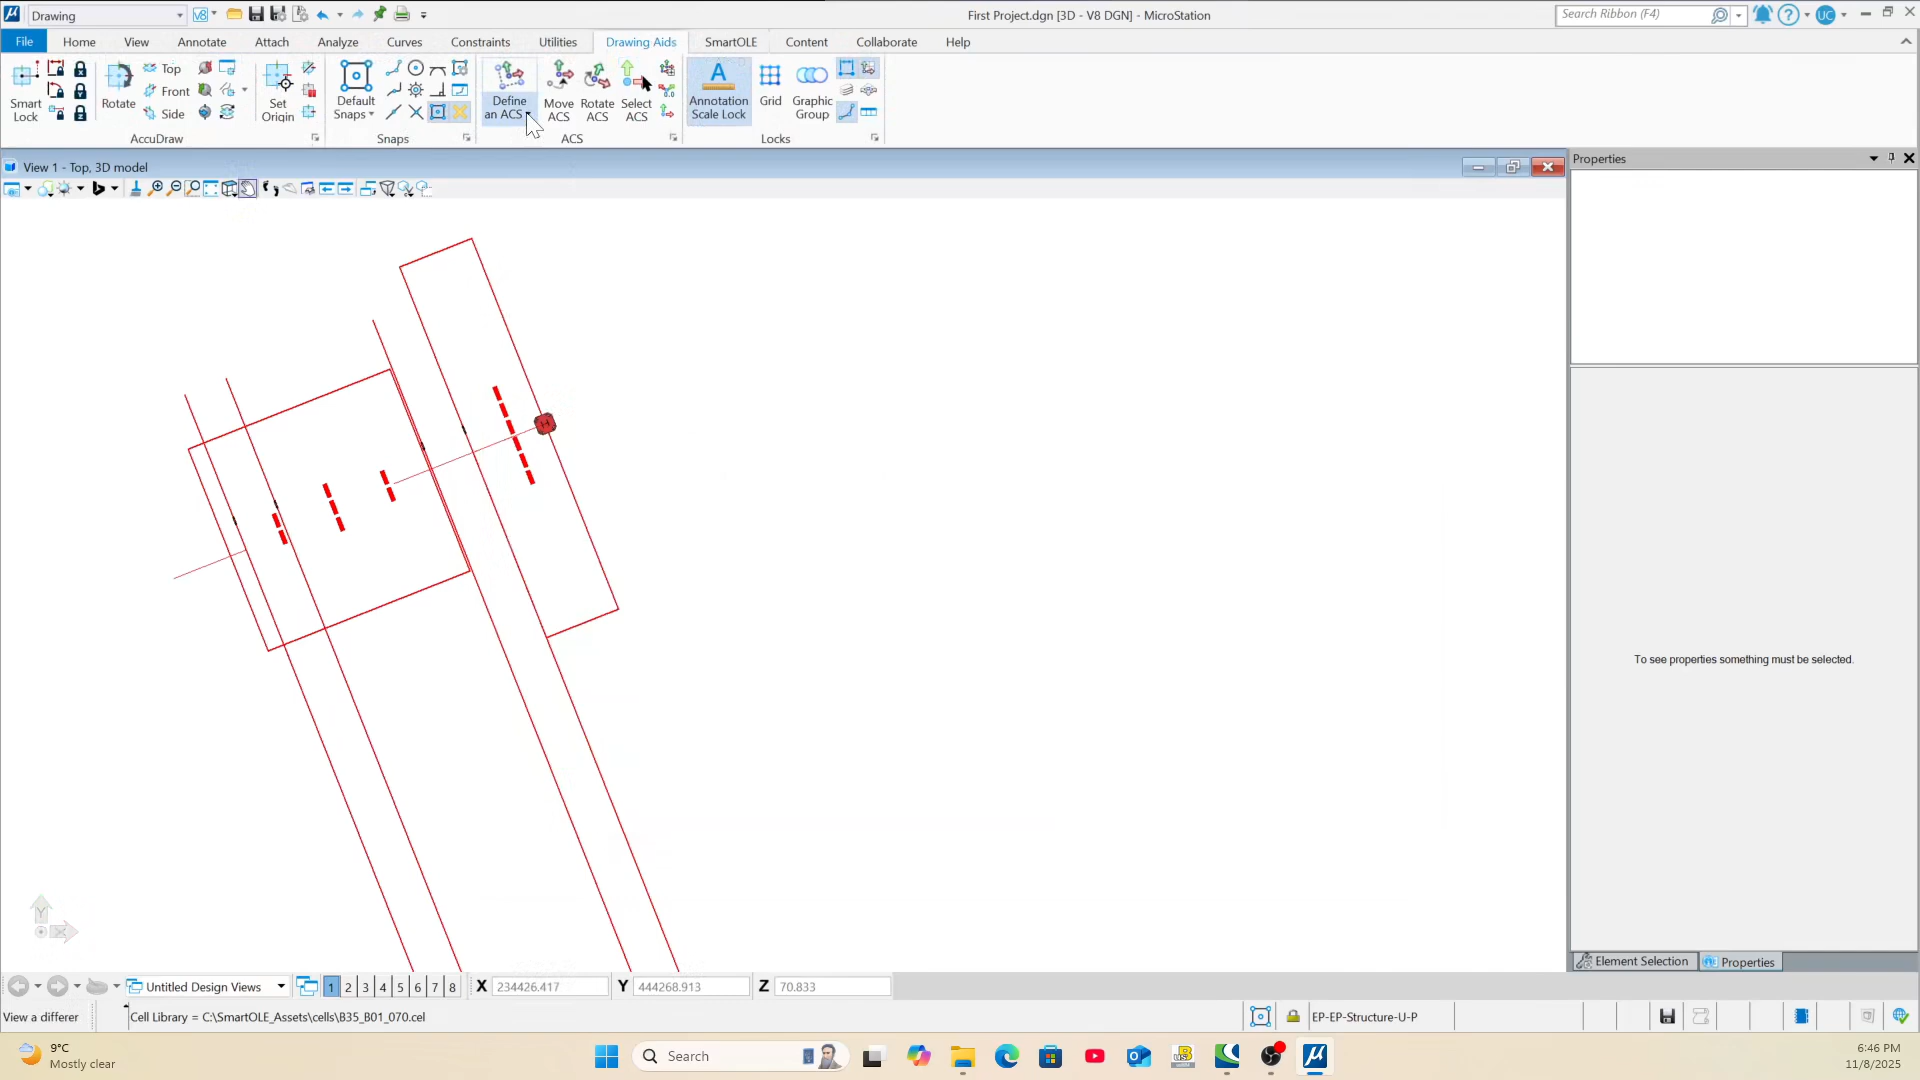 Drawing
First Project.dgn [3D - V8 DGN] - MicroStation
Search Ribbon (F4)
UC
File Home View Annotate Attach Analyze Curves Constraints Utilities Drawing Aids SmartOLE Content Collaborate Help
Smart Lock
Rotate
Top
Front
Side
Set Origin
Default Snaps
Define an ACS
Move ACS
Rotate ACS
Select ACS
Annotation Scale Lock
Grid
Graphic Group
AccuDraw
Snaps
ACS
Locks
View 1 - Top, 3D model
Properties
H
To see properties something must be selected.
Y
X
Element Selection
Properties
Untitled Design Views
1 2 3 4 5 6 7 8
X 234426.417
Y 444268.913
Z 70.833
View a differer
Cell Library = C:\SmartOLE_Assets\cells\B35_B01_070.cel
EP-EP-Structure-U-P
9°C
Mostly clear
Search
6:46 PM
11/8/2025